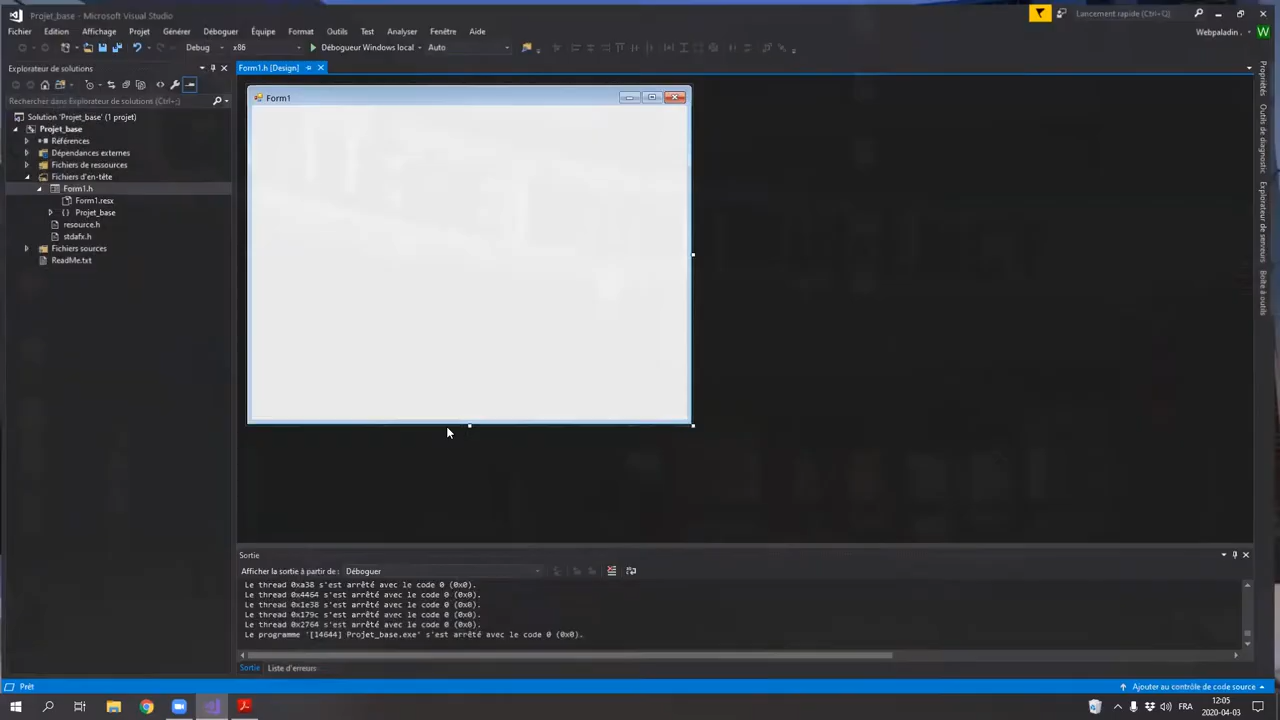 Projet_base - Microsoft Visual Studio
Lancement rapide (Ctrl+Q)
Fichier Edition Affichage Projet Générer Déboguer Équipe Format Outils Test Analyser Fenêtre Aide
Webpaladin .
W
Debug x86 Débogueur Windows local Auto
Explorateur de solutions
Form1.h [Design]
Rechercher dans Explorateur de solutions (Ctrl+;)
Solution 'Projet_base' (1 projet)
Projet_base
Références
Dépendances externes
Fichiers de ressources
Fichiers d'en-tête
Form1.h
Form1.resx
Projet_base
resource.h
stdafx.h
Fichiers sources
ReadMe.txt
Form1
Propriétés
Outils de diagnostic
Explorateur de serveurs
Boîte à outils
Sortie
Afficher la sortie à partir de : Déboguer
Le thread 0xa38 s'est arrêté avec le code 0 (0x0).
Le thread 0x4464 s'est arrêté avec le code 0 (0x0).
Le thread 0x1e38 s'est arrêté avec le code 0 (0x0).
Le thread 0x179c s'est arrêté avec le code 0 (0x0).
Le thread 0x2764 s'est arrêté avec le code 0 (0x0).
Le programme '[14644] Projet_base.exe' s'est arrêté avec le code 0 (0x0).
Sortie Liste d'erreurs
Prêt
Ajouter au contrôle de code source
FRA
12:05
2020-04-03